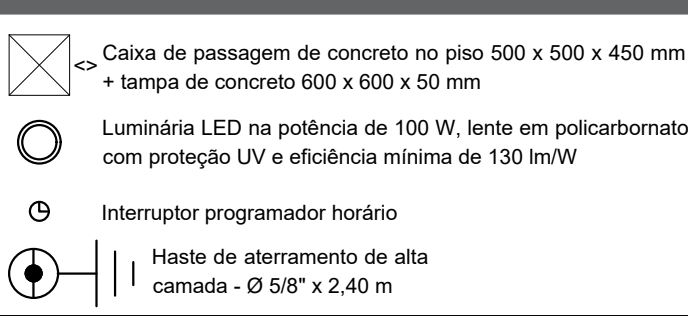 <> Caixa de passagem de concreto no piso 500 x 500 x 450 mm
+ tampa de concreto 600 x 600 x 50 mm
Luminária LED na potência de 100 W, lente em policarbornato
com proteção UV e eficiência mínima de 130 lm/W
Interruptor programador horário
Haste de aterramento de alta
camada - Ø 5/8" x 2,40 m